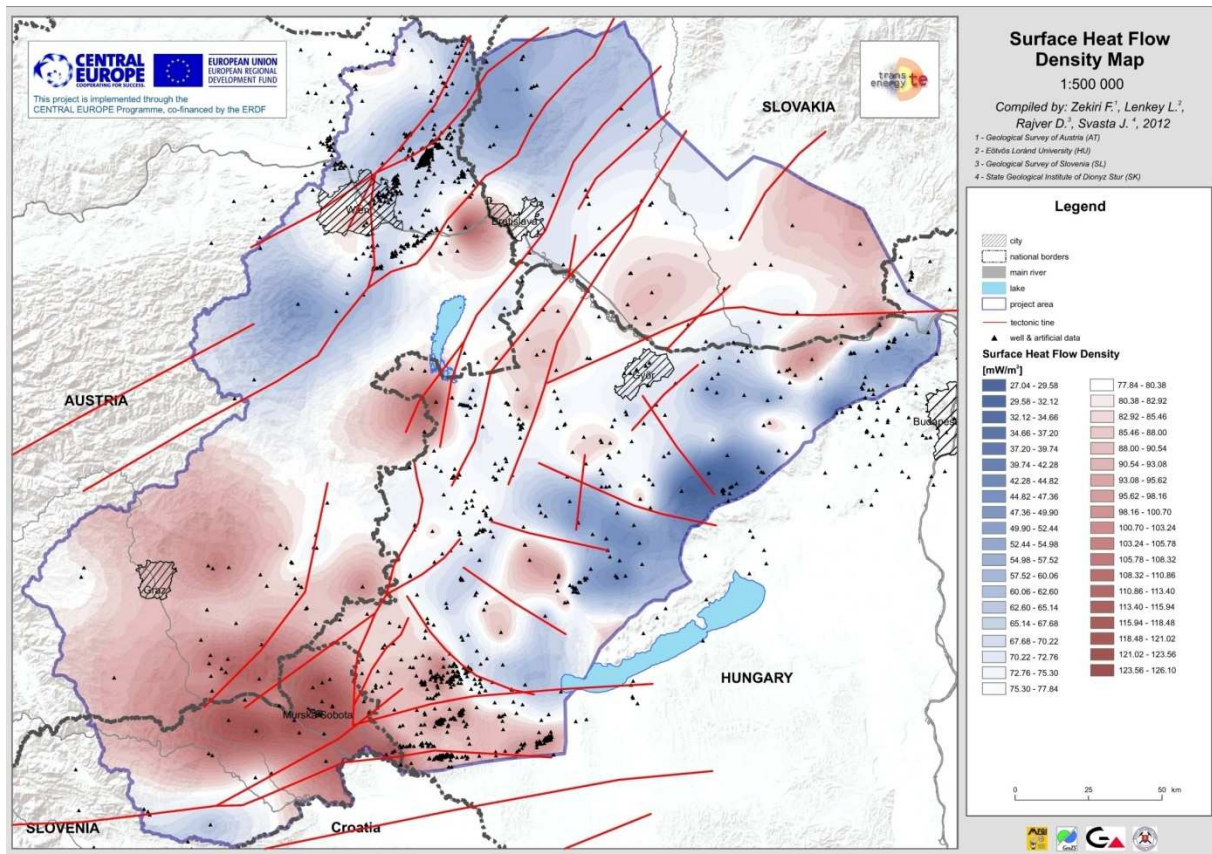 CENTRAL
EUROPE
COOPERATING FOR SUCCESS.
EUROPEAN UNION
EUROPEAN REGIONAL
DEVELOPMENT FUND
This project is implemented through the
CENTRAL EUROPE Programme, co-financed by the ERDF
trans
energy te
SLOVAKIA
Wien
Bratislava
Győr
Budapest
AUSTRIA
Graz
HUNGARY
Murska Sobota
SLOVENIA
Croatia
Surface Heat Flow
Density Map
1:500 000
Compiled by: Zekiri F.1, Lenkey L.2,
Rajver D.3, Svasta J. 4, 2012
1 - Geological Survey of Austria (AT)
2 - Eötvös Loránd University (HU)
3 - Geological Survey of Slovenia (SL)
4 - State Geological Institute of Dionyz Stur (SK)
Legend
city
national borders
main river
lake
project area
tectonic tine
well & artificial data
Surface Heat Flow Density
[mW/m2]
27.04 - 29.58
29.58 - 32.12
32.12 - 34.66
34.66 - 37.20
37.20 - 39.74
39.74 - 42.28
42.28 - 44.82
44.82 - 47.36
47.36 - 49.90
49.90 - 52.44
52.44 - 54.98
54.98 - 57.52
57.52 - 60.06
60.06 - 62.60
62.60 - 65.14
65.14 - 67.68
67.68 - 70.22
70.22 - 72.76
72.76 - 75.30
75.30 - 77.84
77.84 - 80.38
80.38 - 82.92
82.92 - 85.46
85.46 - 88.00
88.00 - 90.54
90.54 - 93.08
93.08 - 95.62
95.62 - 98.16
98.16 - 100.70
100.70 - 103.24
103.24 - 105.78
105.78 - 108.32
108.32 - 110.86
110.86 - 113.40
113.40 - 115.94
115.94 - 118.48
118.48 - 121.02
121.02 - 123.56
123.56 - 126.10
0 25 50 km